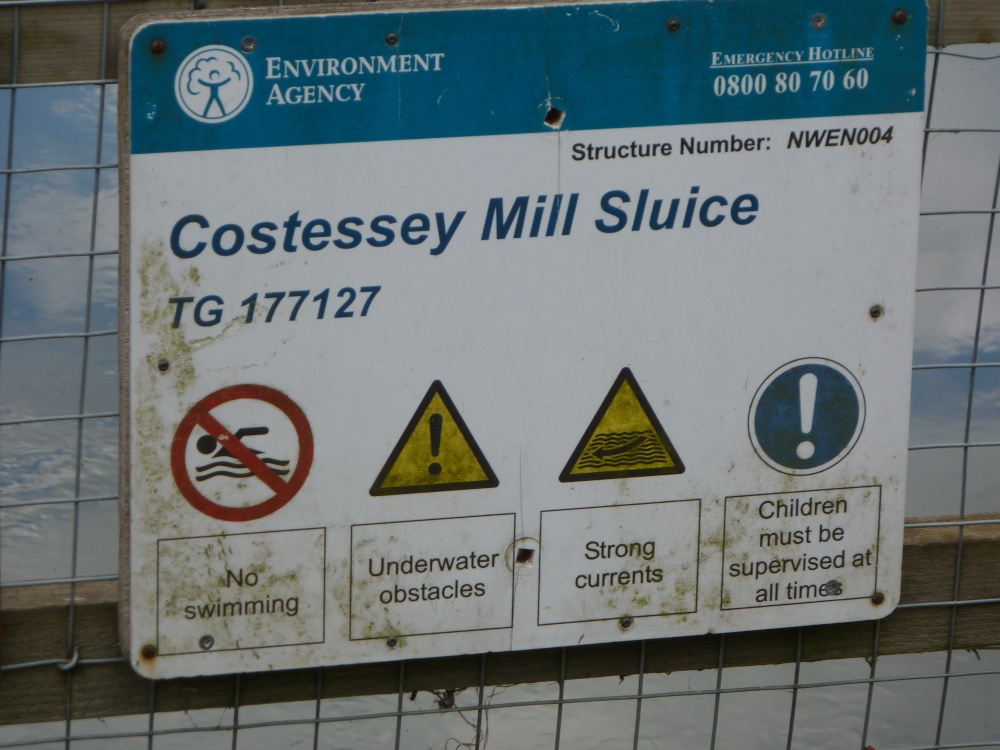 ENVIRONMENT
AGENCY
EMERGENCY HOTLINE
0800 80 70 60
Structure Number: NWEN004
Costessey Mill Sluice
TG 177127
No
swimming
Underwater
obstacles
Strong
currents
Children
must be
supervised at
all times